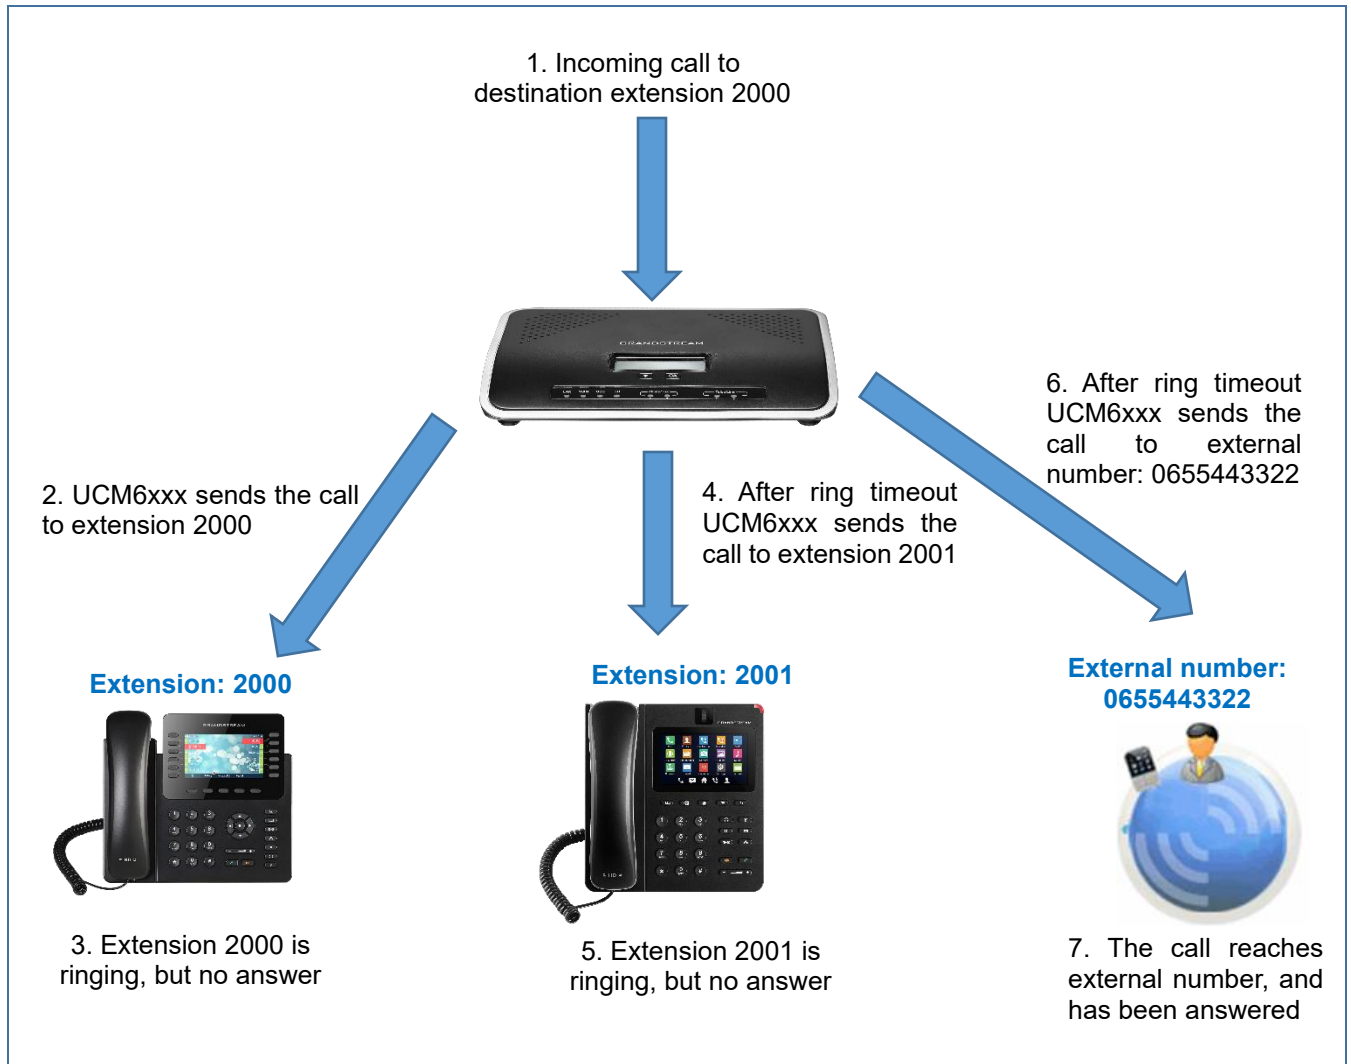 1. Incoming call to
destination extension 2000
GRANDSTREAM
2. UCM6xxx sends the call
to extension 2000
4. After ring timeout
UCM6xxx sends the
call to extension 2001
6. After ring timeout
UCM6xxx sends the
call to external
number: 0655443322
Extension: 2000
Extension: 2001
External number:
0655443322
GRANDSTREAM
GRANDSTREAM
3. Extension 2000 is
ringing, but no answer
5. Extension 2001 is
ringing, but no answer
7. The call reaches
external number, and
has been answered